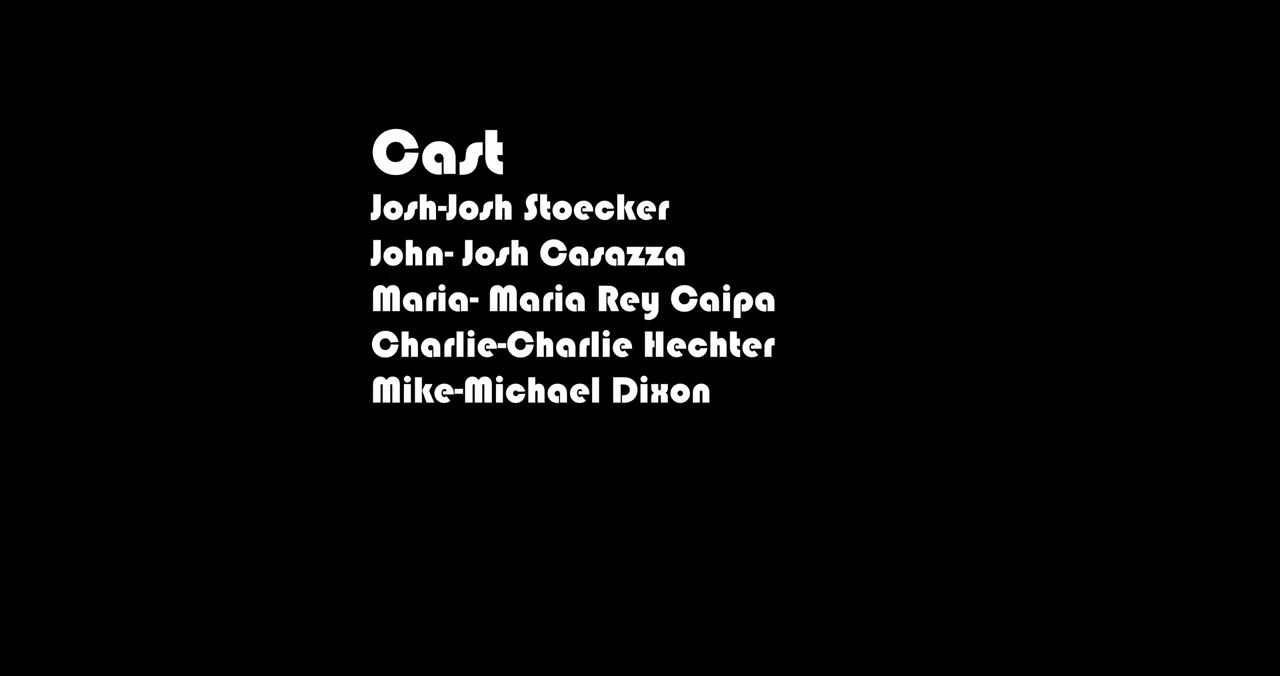 Cast
Josh-Josh Stoecker
John- Josh Casazza
Maria- Maria Rey Caipa
Charlie-Charlie Hechter
Mike-Michael Dixon